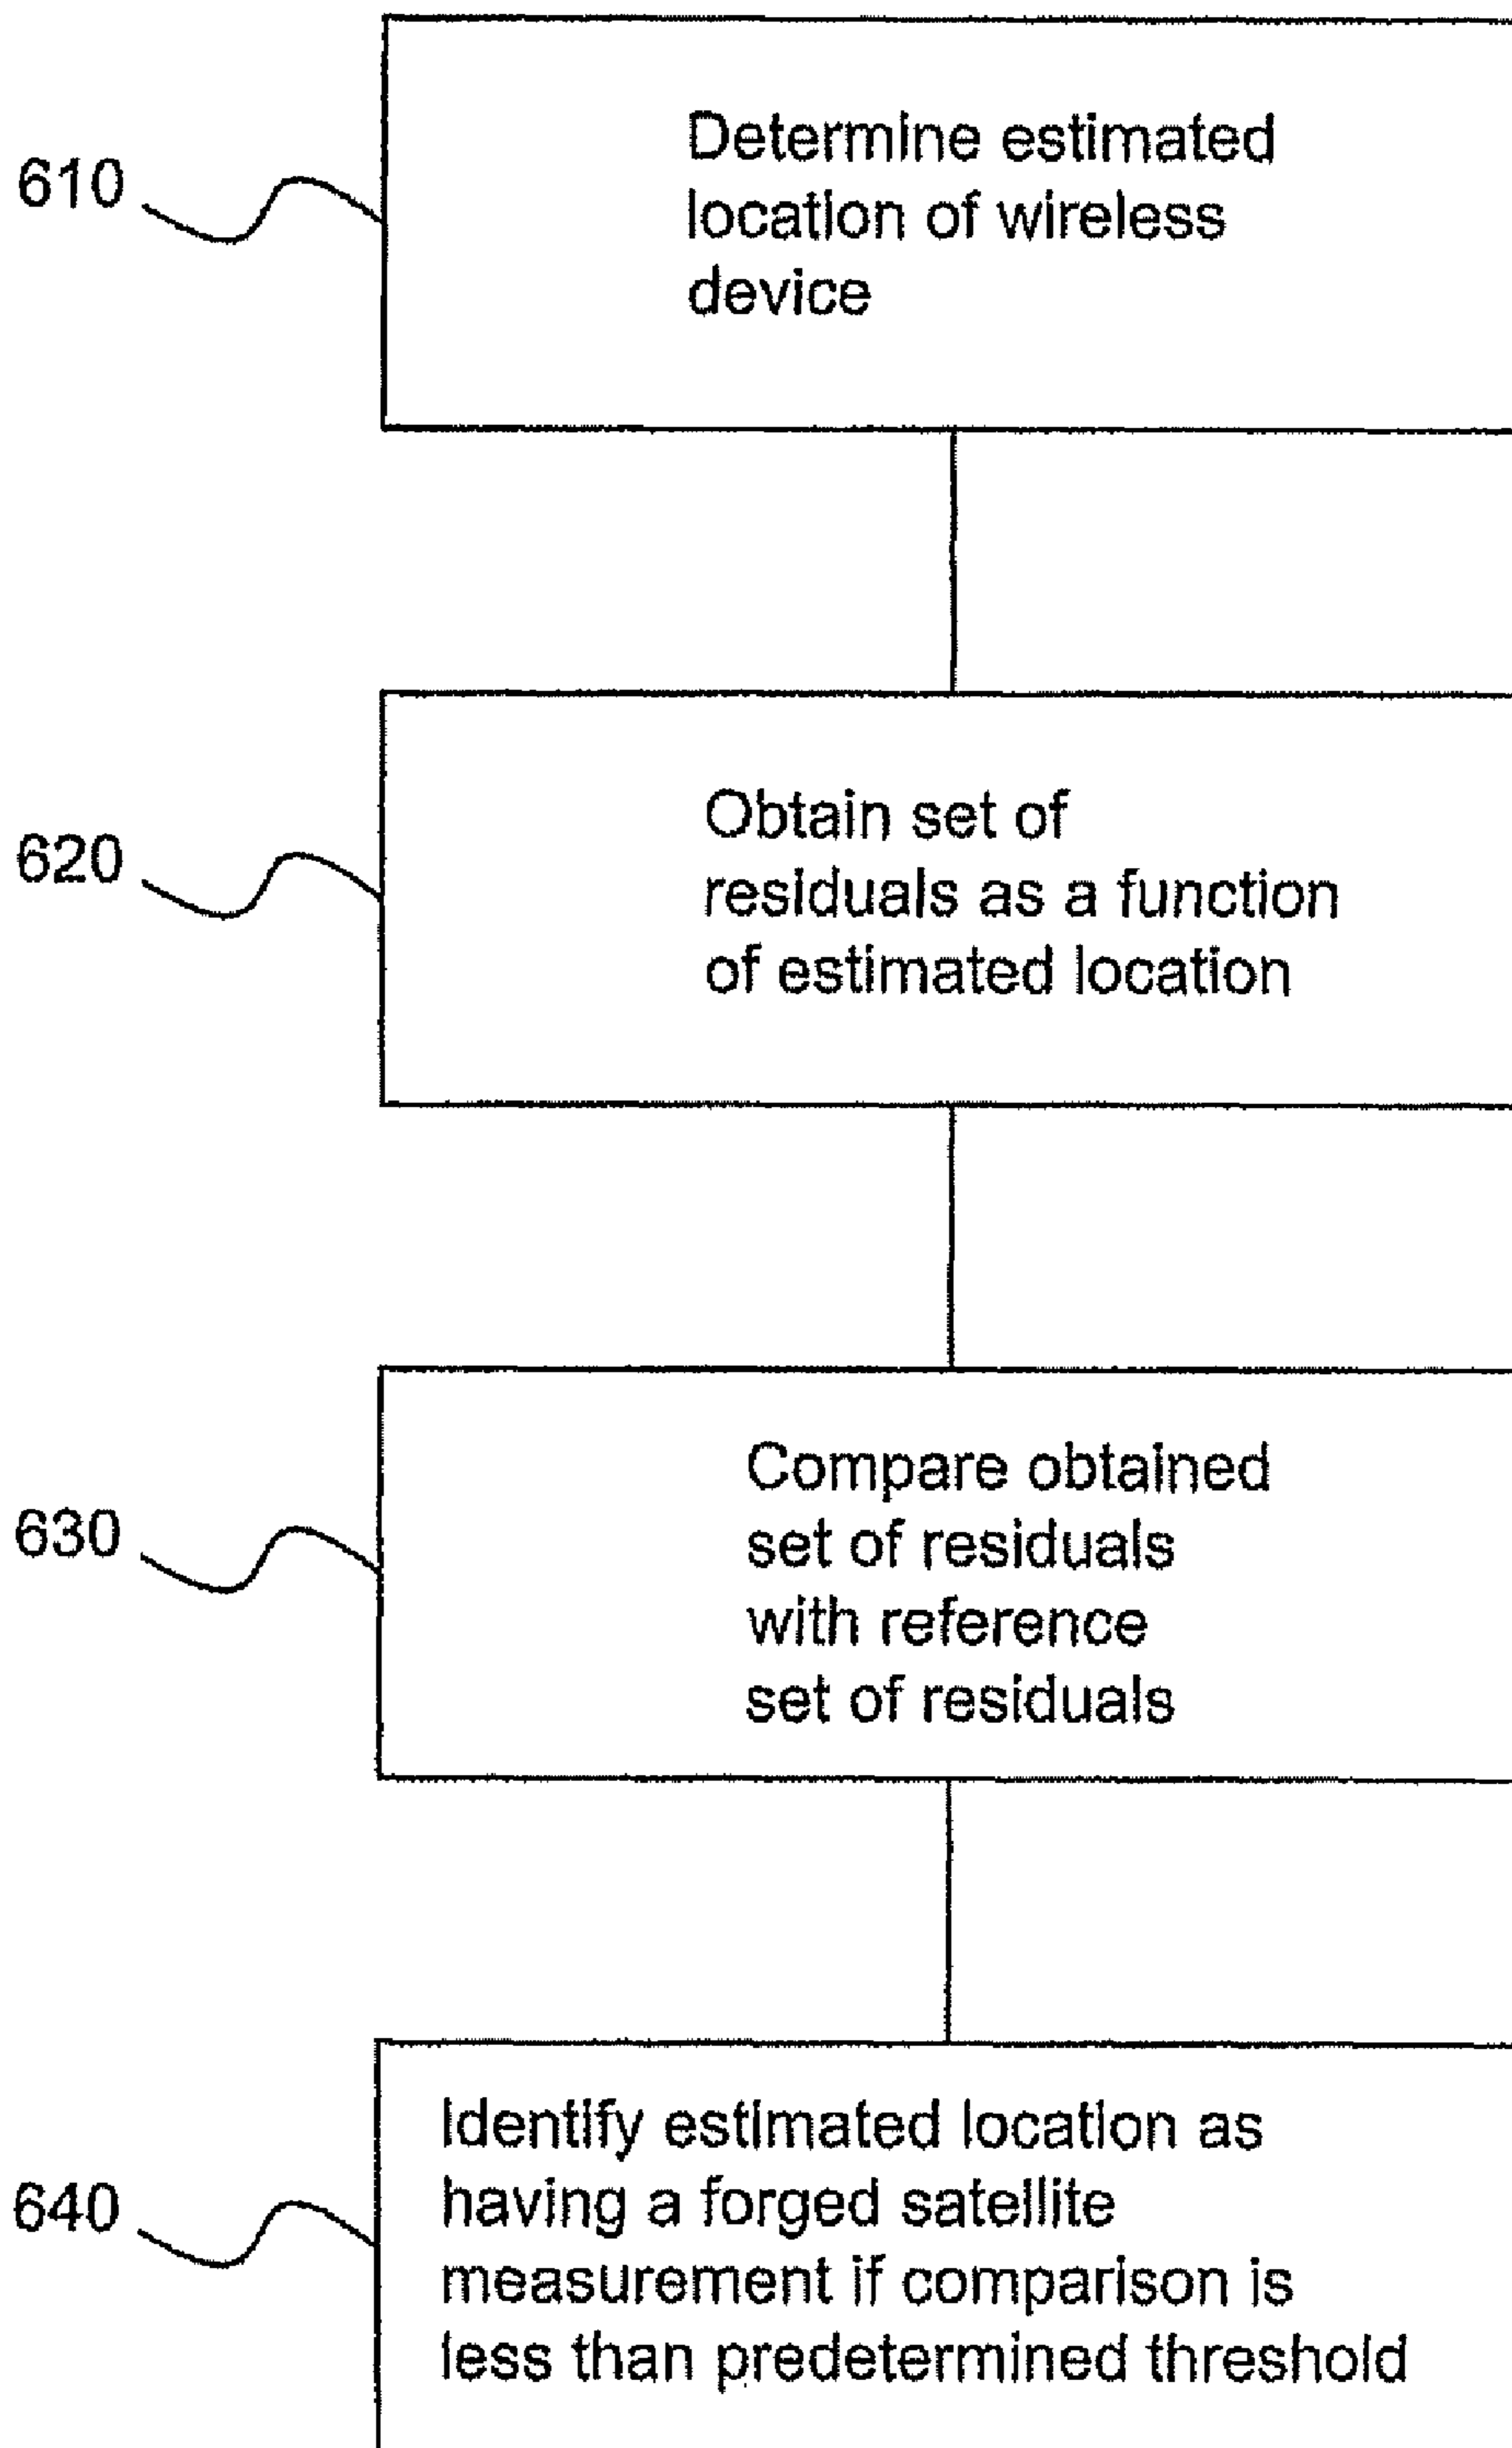 610
Determine estimated
location of wireless
device
620
Obtain set of
residuals as a function
of estimated location
630
Compare obtained
set of residuals
with reference
set of residuals
640
Identify estimated location as
having a forged satellite
measurement if comparison is
less than predetermined threshold